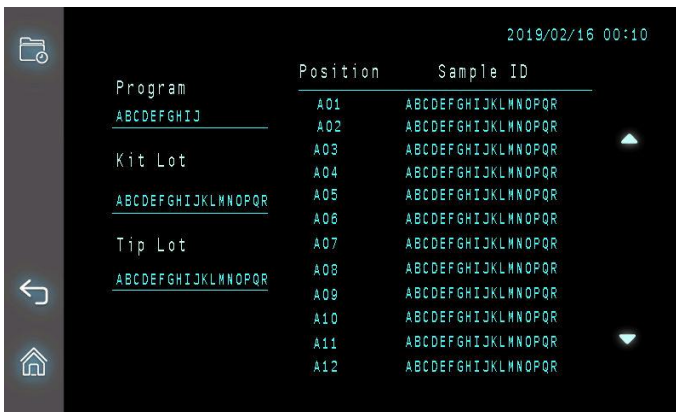 2019/02/16 00:10
Program
ABCDEFGHIJ
Kit Lot
ABCDEFGHIJKLMNOPQR
Tip Lot
ABCDEFGHIJKLMNOPQR
Position Sample ID
A01 ABCDEFGHIJKLMNOPQR
A02 ABCDEFGHIJKLMNOPQR
A03 ABCDEFGHIJKLMNOPQR
A04 ABCDEFGHIJKLMNOPQR
A05 ABCDEFGHIJKLMNOPQR
A06 ABCDEFGHIJKLMNOPQR
A07 ABCDEFGHIJKLMNOPQR
A08 ABCDEFGHIJKLMNOPQR
A09 ABCDEFGHIJKLMNOPQR
A10 ABCDEFGHIJKLMNOPQR
A11 ABCDEFGHIJKLMNOPQR
A12 ABCDEFGHIJKLMNOPQR